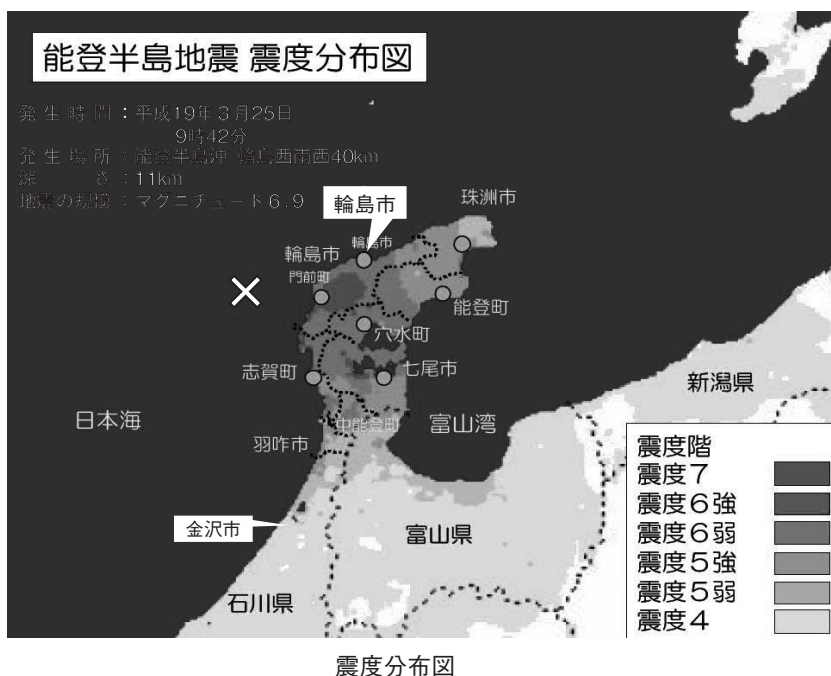 能登半島地震 震度分布図
発生時間：平成19年3月25日
9時42分
発生場所：能登半島沖 輪島西南西40km
深さ：11km
地震の規模：マグニチュード6.9
輪島市
珠洲市
輪島市
輪島市
門前町
能登町
穴水町
志賀町
七尾市
新潟県
日本海
中能登町
富山湾
羽咋市
金沢市
富山県
石川県
震度階
震度7
震度6強
震度6弱
震度5強
震度5弱
震度4
震度分布図